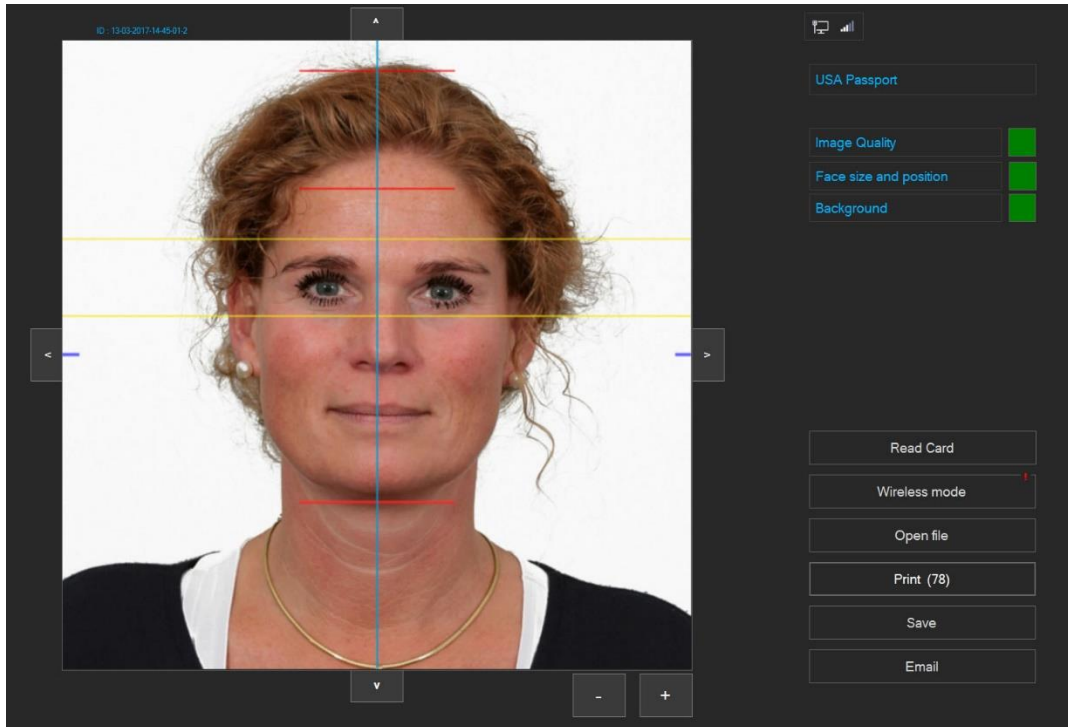 ID : 13-03-2017-14-45-01-2
^
USA Passport
Image Quality
Face size and position
Background
<
>
Read Card
!
Wireless mode
Open file
Print (78)
Save
Email
v
-
+